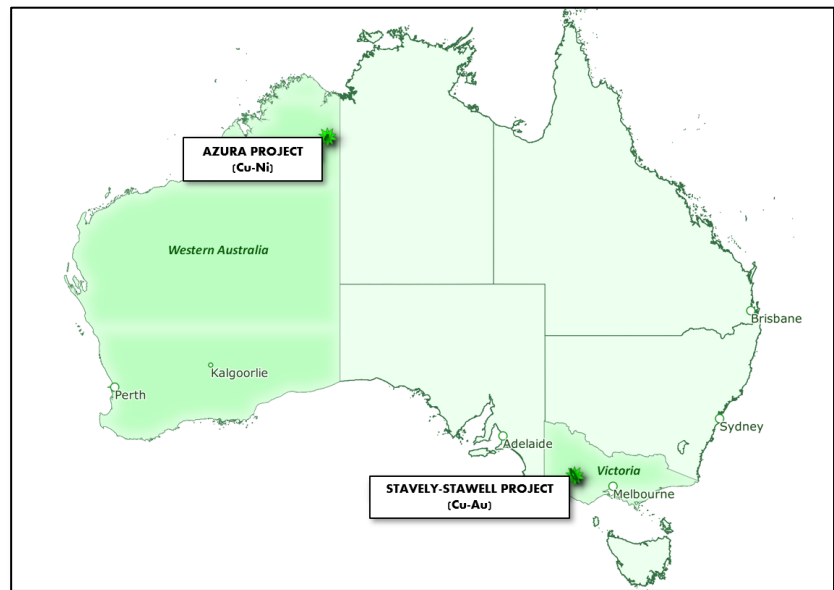 AZURA PROJECT
(Cu-Ni)
Western Australia
Brisbane
Kalgoorlie
Perth
Sydney
Adelaide
Victoria
STAVELY-STAWELL PROJECT
(Cu-Au)
Melbourne